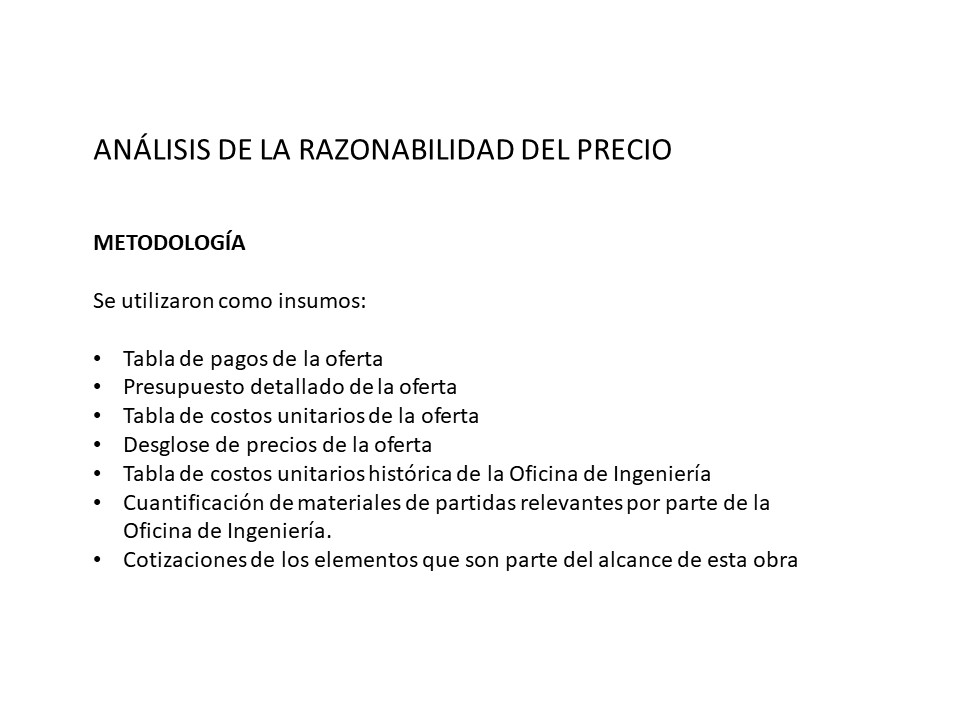 ANÁLISIS DE LA RAZONABILIDAD DEL PRECIO
METODOLOGÍA
Se utilizaron como insumos:
• Tabla de pagos de la oferta
• Presupuesto detallado de la oferta
• Tabla de costos unitarios de la oferta
• Desglose de precios de la oferta
• Tabla de costos unitarios histórica de la Oficina de Ingeniería
• Cuantificación de materiales de partidas relevantes por parte de la
Oficina de Ingeniería.
• Cotizaciones de los elementos que son parte del alcance de esta obra